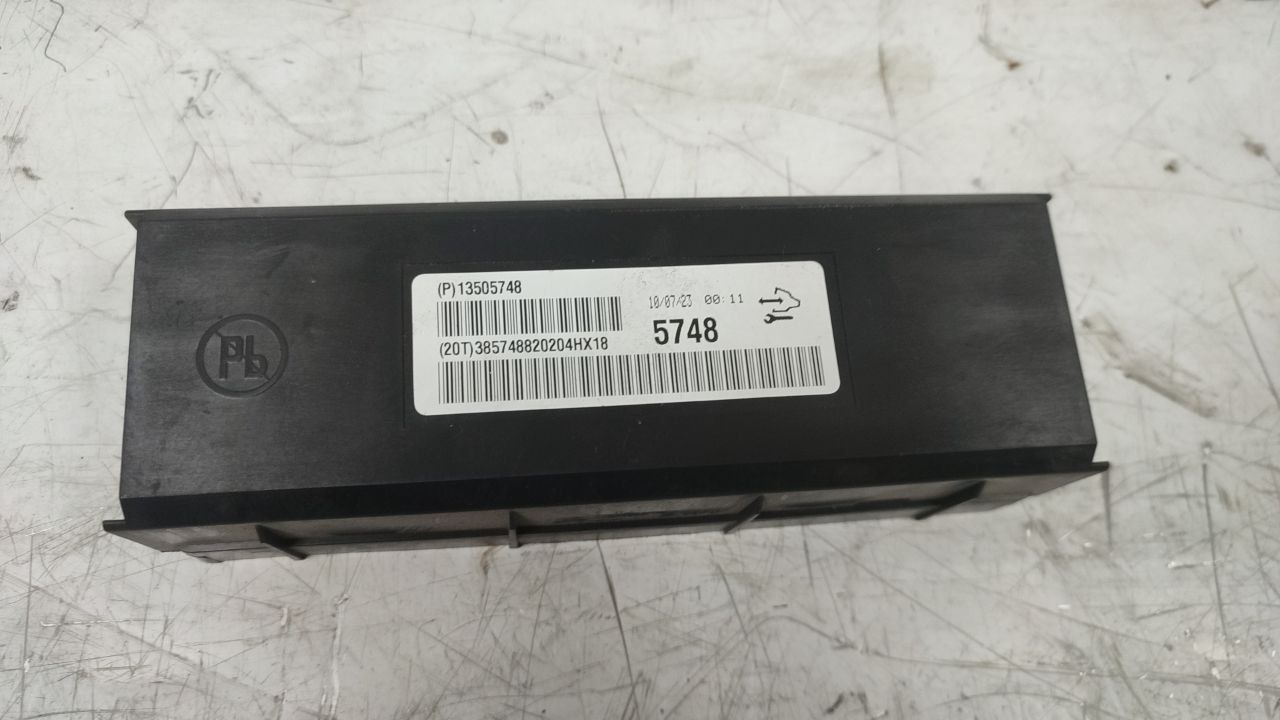 (P)13505748
10/07/23 00:11
5748
(20T)385748820204HX18
Pb